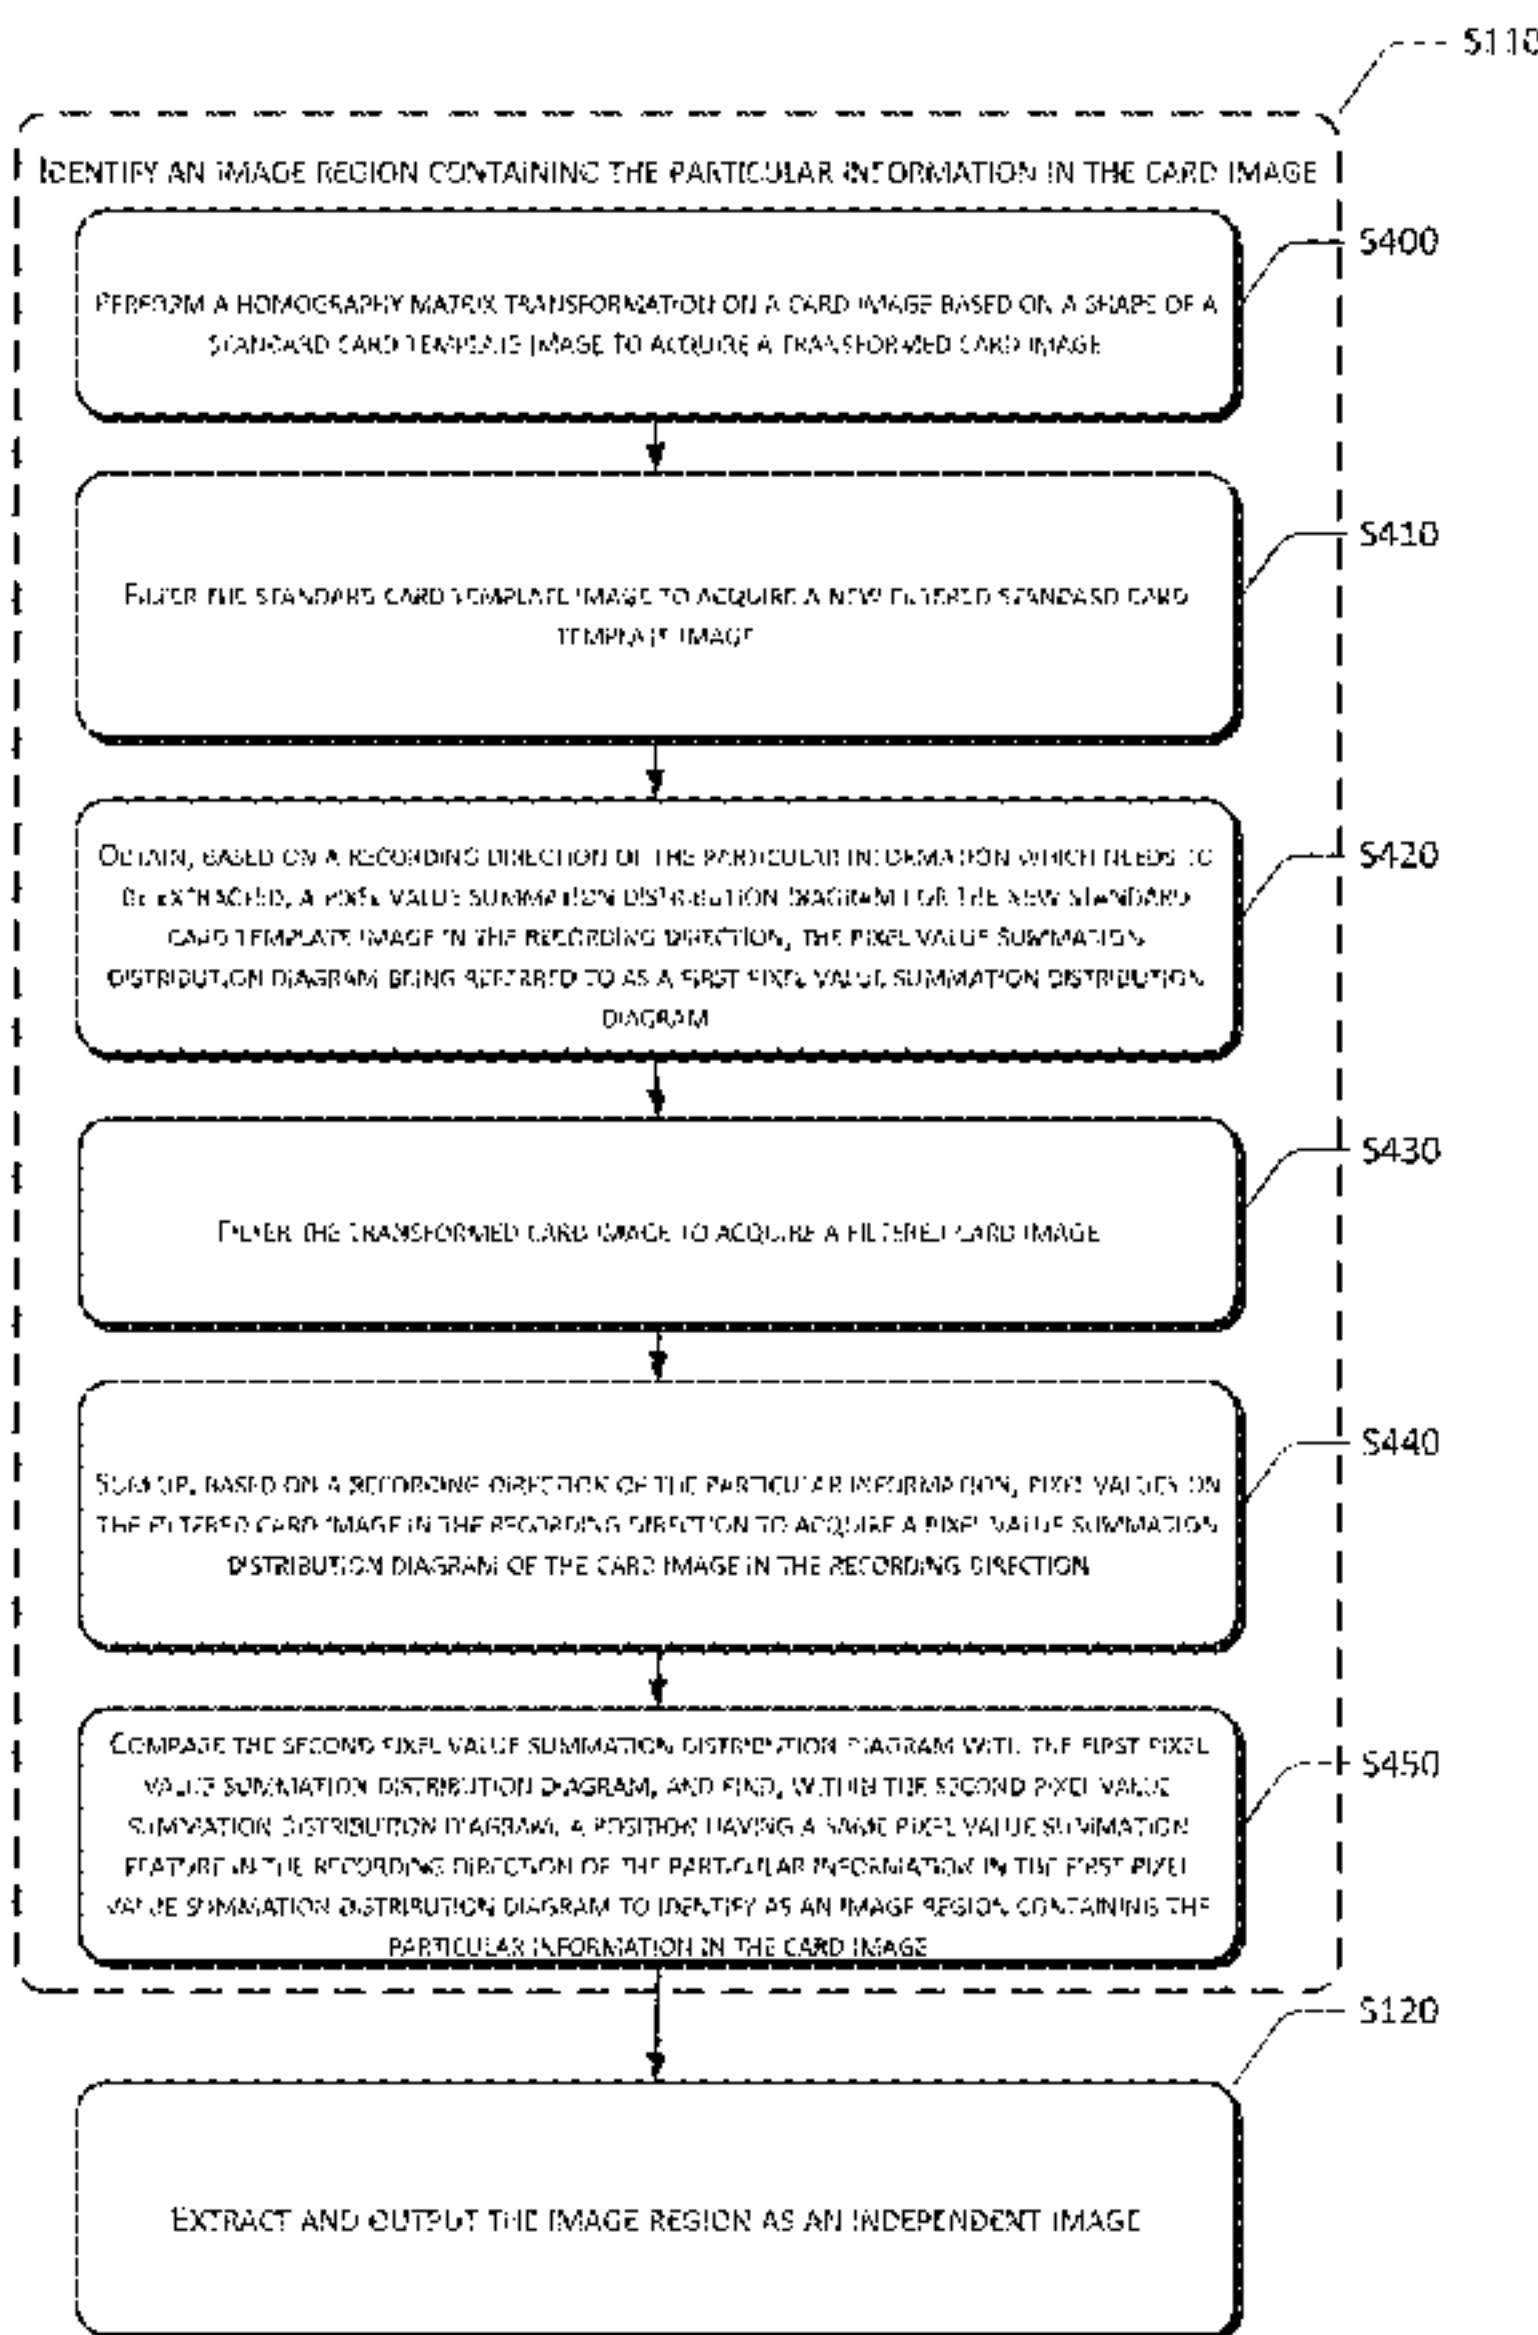 S110
IDENTIFY AN IMAGE REGION CONTAINING THE PARTICULAR INFORMATION IN THE CARD IMAGE
S400
PERFORM A HOMOGRAPHY MATRIX TRANSFORMATION ON A CARD IMAGE BASED ON A SHAPE OF A
STANDARD CARD TEMPLATE IMAGE TO ACQUIRE A TRANSFORMED CARD IMAGE
S410
FILTER THE STANDARD CARD TEMPLATE IMAGE TO ACQUIRE A NEW FILTERED STANDARD CARD
TEMPLATE IMAGE
S420
OBTAIN, BASED ON A RECORDING DIRECTION OF THE PARTICULAR INFORMATION WHICH NEEDS TO
BE EXTRACTED, A PIXEL VALUE SUMMATION DISTRIBUTION DIAGRAM FOR THE NEW STANDARD
CARD TEMPLATE IMAGE IN THE RECORDING DIRECTION, THE PIXEL VALUE SUMMATION
DISTRIBUTION DIAGRAM BEING REFERRED TO AS A FIRST PIXEL VALUE SUMMATION DISTRIBUTION
DIAGRAM
S430
FILTER THE TRANSFORMED CARD IMAGE TO ACQUIRE A FILTERED CARD IMAGE
S440
SUM UP, BASED ON A RECORDING DIRECTION OF THE PARTICULAR INFORMATION, PIXEL VALUES ON
THE FILTERED CARD IMAGE IN THE RECORDING DIRECTION TO ACQUIRE A PIXEL VALUE SUMMATION
DISTRIBUTION DIAGRAM OF THE CARD IMAGE IN THE RECORDING DIRECTION
S450
COMPARE THE SECOND PIXEL VALUE SUMMATION DISTRIBUTION DIAGRAM WITH THE FIRST PIXEL
VALUE SUMMATION DISTRIBUTION DIAGRAM, AND FIND, WITHIN THE SECOND PIXEL VALUE
SUMMATION DISTRIBUTION DIAGRAM, A POSITION HAVING A SAME PIXEL VALUE SUMMATION
FEATURE IN THE RECORDING DIRECTION OF THE PARTICULAR INFORMATION IN THE FIRST PIXEL
VALUE SUMMATION DISTRIBUTION DIAGRAM TO IDENTIFY AS AN IMAGE REGION CONTAINING THE
PARTICULAR INFORMATION IN THE CARD IMAGE
S120
EXTRACT AND OUTPUT THE IMAGE REGION AS AN INDEPENDENT IMAGE